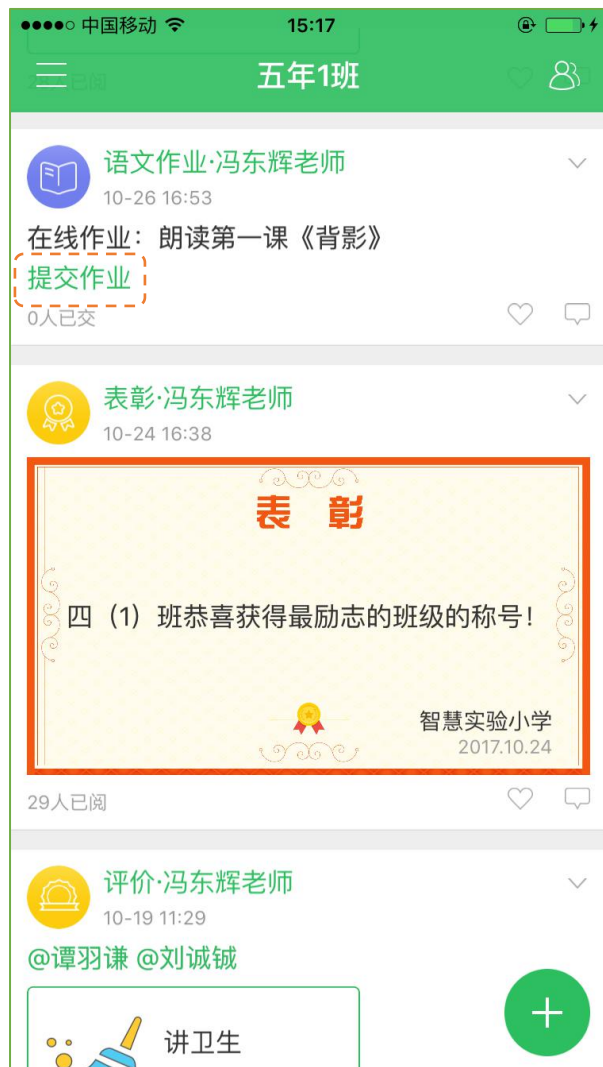 中国移动 15:17
28人已阅
五年1班
语文作业·冯东辉老师
10-26 16:53
在线作业：朗读第一课《背影》
提交作业
0人已交
表彰·冯东辉老师
10-24 16:38
表 彰
四（1）班恭喜获得最励志的班级的称号！
智慧实验小学
2017.10.24
29人已阅
评价·冯东辉老师
10-19 11:29
@谭羽谦 @刘诚铖
讲卫生